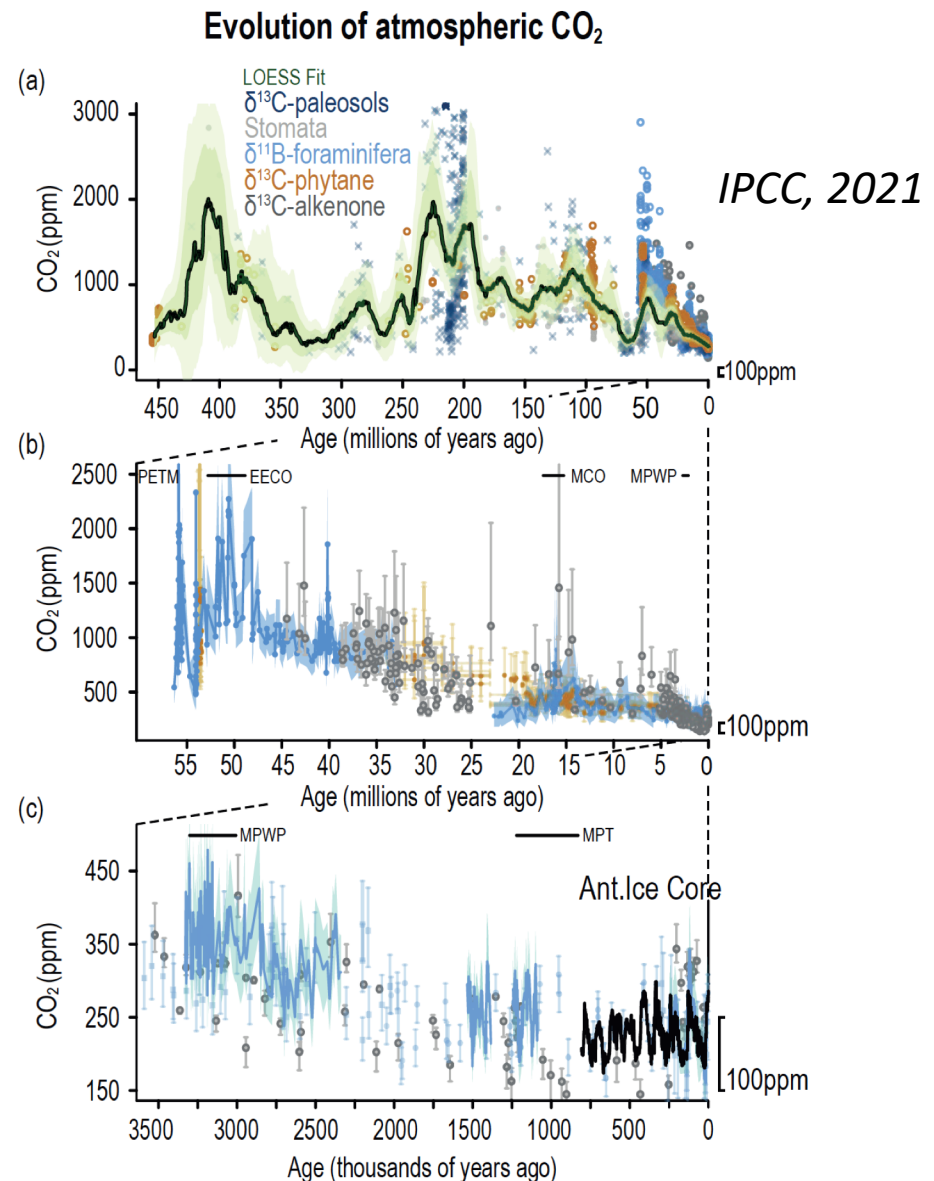 Evolution of atmospheric CO₂
(a)
LOESS Fit
δ¹³C-paleosols
Stomata
δ¹¹B-foraminifera
δ¹³C-phytane
δ¹³C-alkenone
IPCC, 2021
CO₂ (ppm)
3000
2000
1000
0
100ppm
450 400 350 300 250 200 150 100 50 0
Age (millions of years ago)
(b)
PETM EECO MCO MPWP
CO₂ (ppm)
2500
2000
1500
1000
500
100ppm
55 50 45 40 35 30 25 20 15 10 5 0
Age (millions of years ago)
(c)
MPWP MPT
Ant.Ice Core
CO₂ (ppm)
450
350
250
150
100ppm
3500 3000 2500 2000 1500 1000 500 0
Age (thousands of years ago)